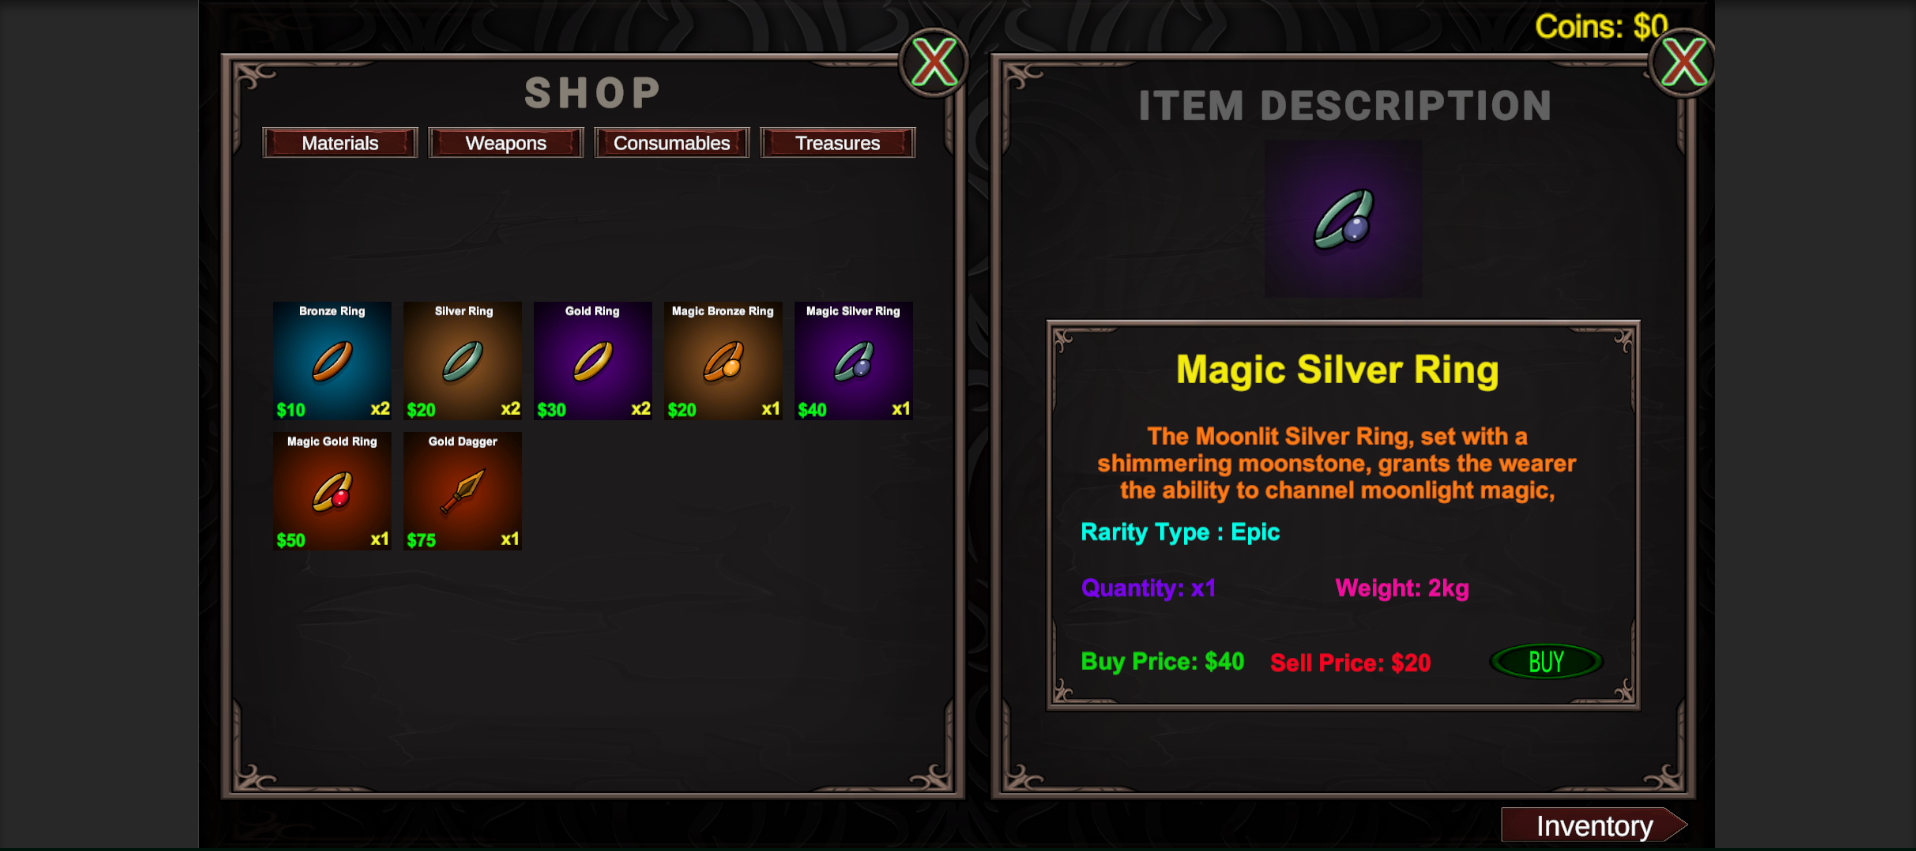 Coins: $0
SHOP
Materials
Weapons
Consumables
Treasures
Bronze Ring
$10
x2
Silver Ring
$20
x2
Gold Ring
$30
x2
Magic Bronze Ring
$20
x1
Magic Silver Ring
$40
x1
Magic Gold Ring
$50
x1
Gold Dagger
$75
x1
ITEM DESCRIPTION
Magic Silver Ring
The Moonlit Silver Ring, set with a
shimmering moonstone, grants the wearer
the ability to channel moonlight magic,
Rarity Type : Epic
Quantity: x1
Weight: 2kg
Buy Price: $40
Sell Price: $20
BUY
Inventory